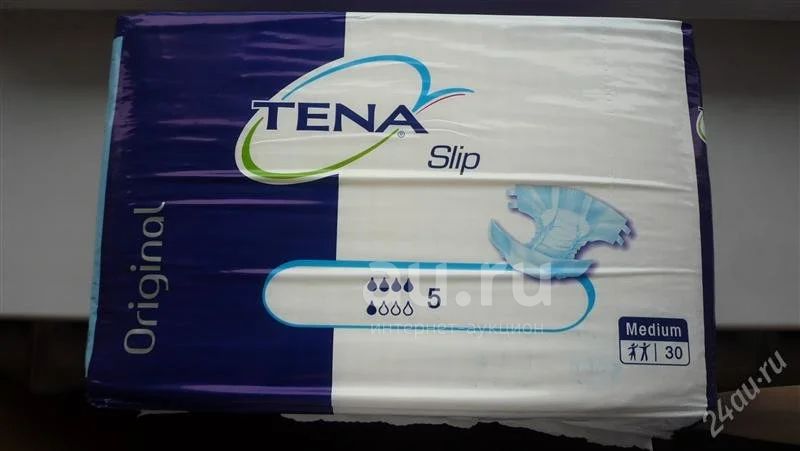 TENA®
Slip
Original
5
Medium
30
au.ru
интернет-аукцион
24au.ru